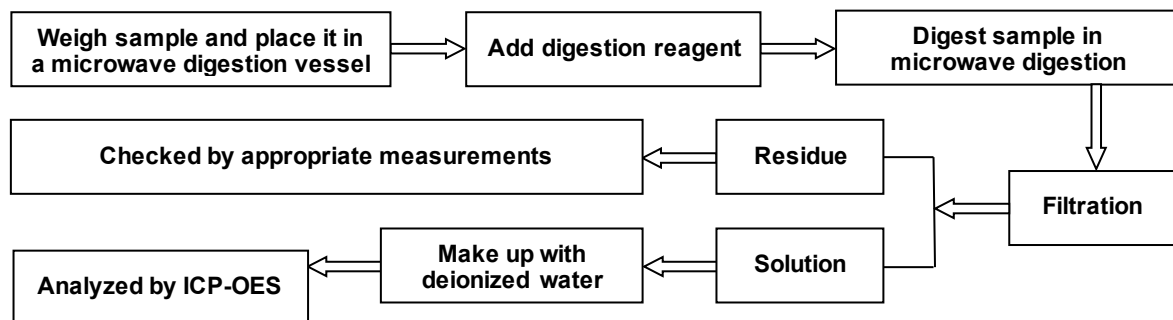 Weigh sample and place it in
a microwave digestion vessel
Add digestion reagent
Digest sample in
microwave digestion
Filtration
Residue
Checked by appropriate measurements
Solution
Make up with
deionized water
Analyzed by ICP-OES